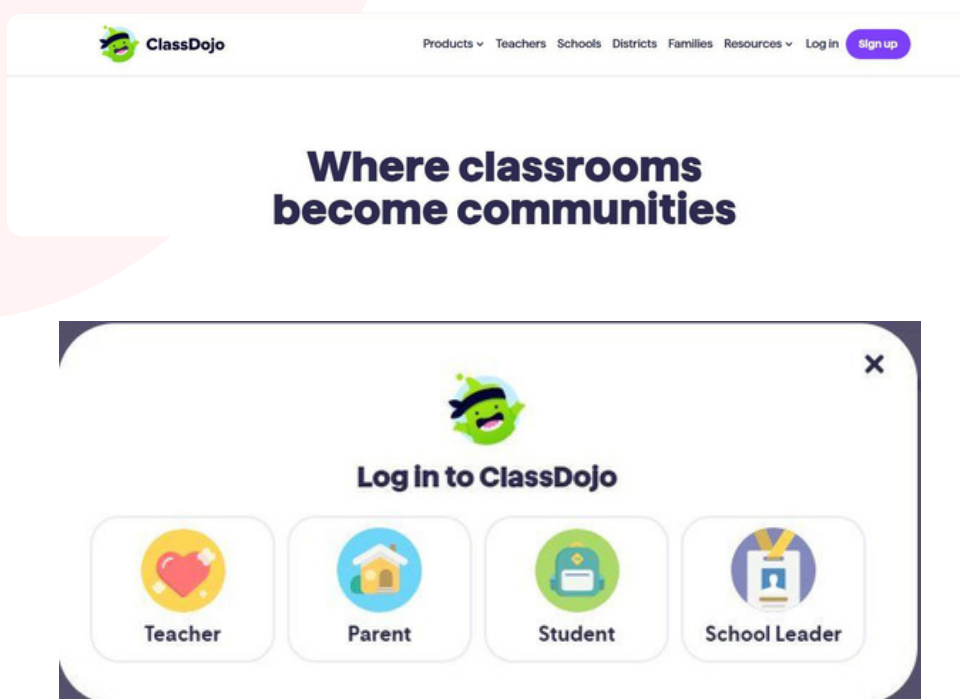 ClassDojo
Products Teachers Schools Districts Families Resources Log in Sign up
Where classrooms
become communities
Log in to ClassDojo
Teacher Parent Student School Leader